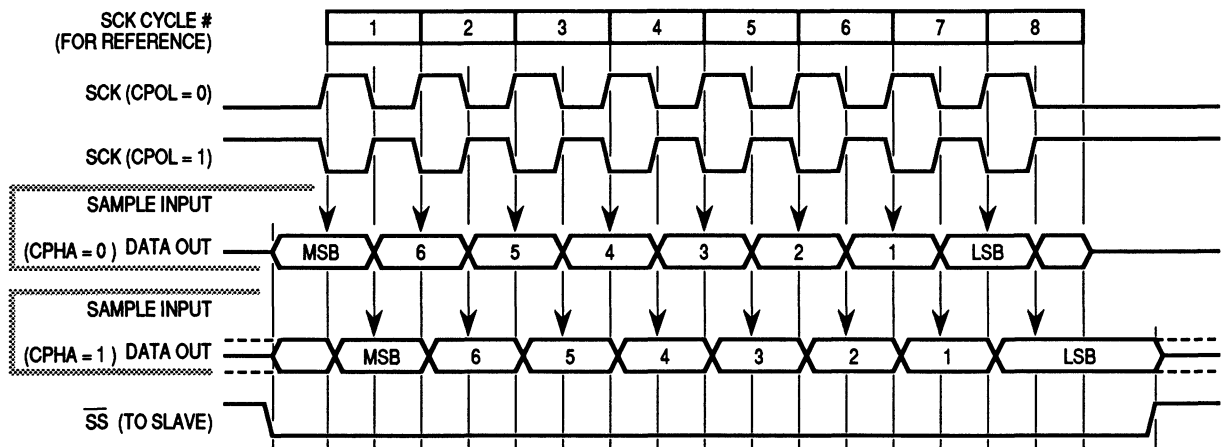 SCK CYCLE #
(FOR REFERENCE)
1 2 3 4 5 6 7 8
SCK (CPOL = 0)
SCK (CPOL = 1)
SAMPLE INPUT
(CPHA = 0 ) DATA OUT
MSB 6 5 4 3 2 1 LSB
SAMPLE INPUT
(CPHA = 1 ) DATA OUT
MSB 6 5 4 3 2 1 LSB
SS (TO SLAVE)